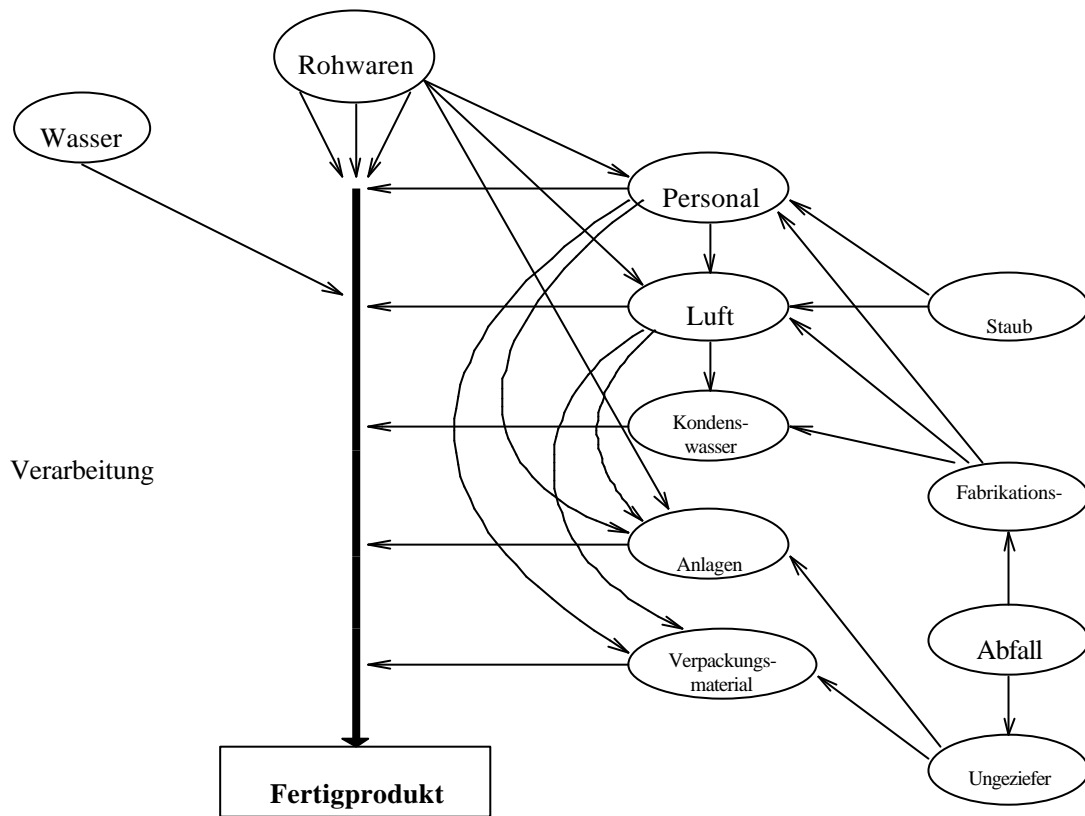 Rohwaren
Wasser
Personal
Luft
Staub
Kondens-
wasser
Verarbeitung
Fabrikations-
Anlagen
Abfall
Verpackungs-
material
Ungeziefer
Fertigprodukt